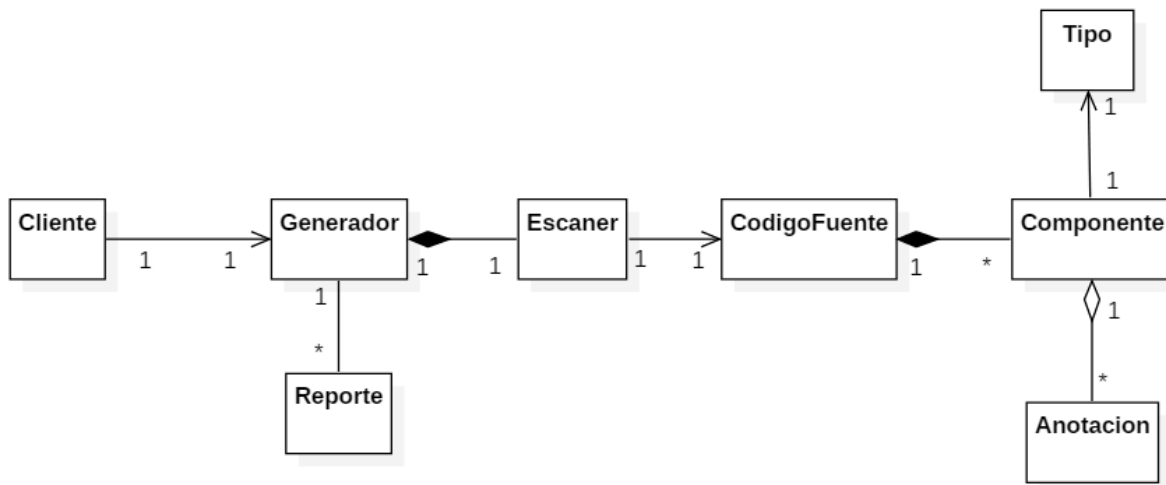 Tipo
1
1
Cliente
Generador
Escaner
CodigoFuente
Componente
1
1
1
1
1
1
1
*
1
1
*
*
Reporte
Anotacion